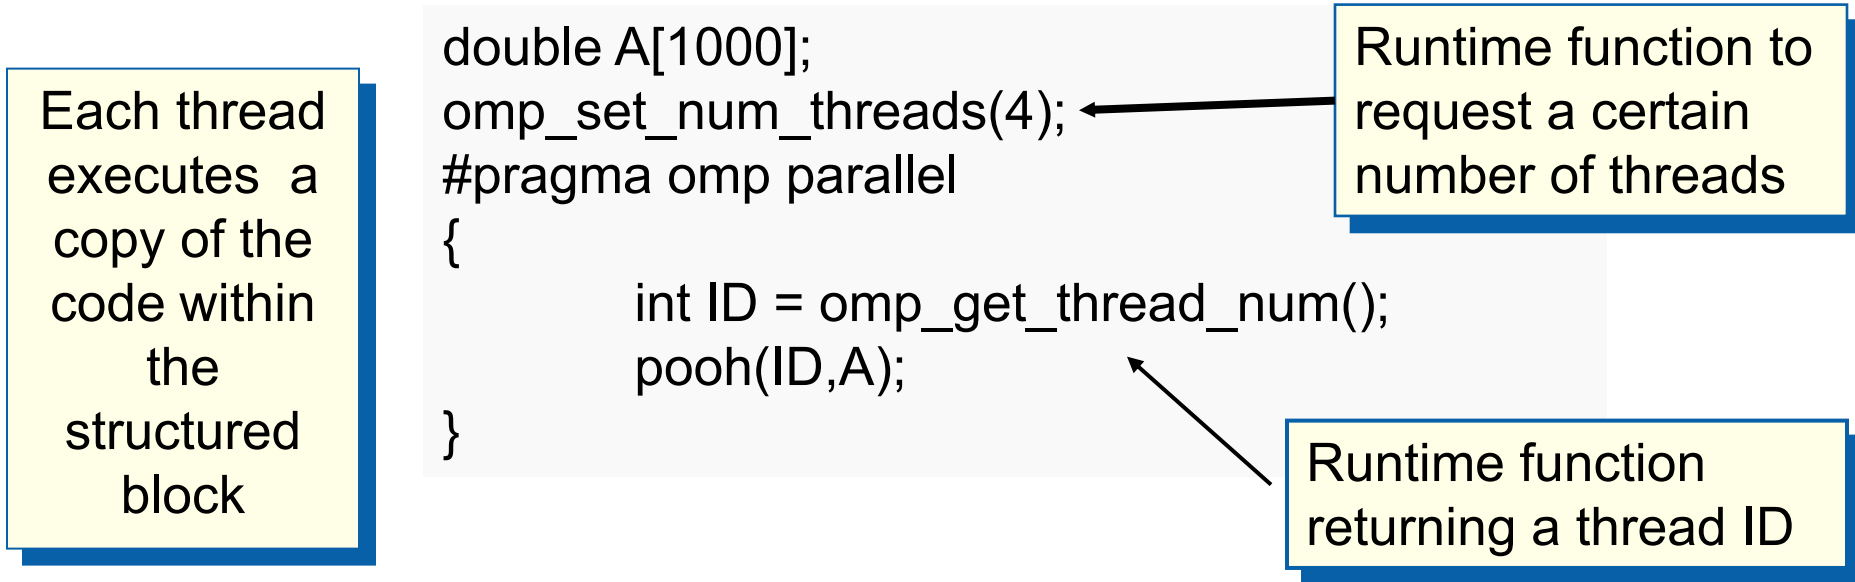 Each thread
executes a
copy of the
code within
the
structured
block
double A[1000];
omp_set_num_threads(4);
#pragma omp parallel
{
int ID = omp_get_thread_num();
pooh(ID,A);
}
Runtime function to
request a certain
number of threads
Runtime function
returning a thread ID